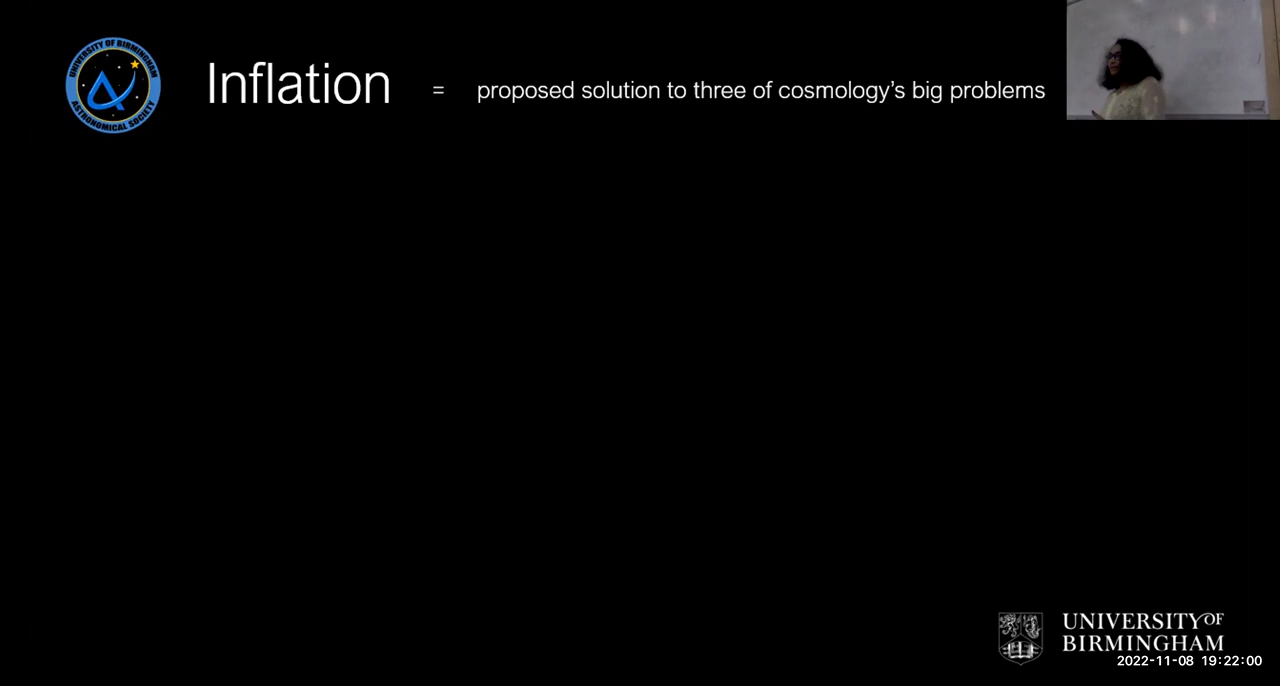 UNIVERSITY OF BIRMINGHAM
ASTRONOMICAL SOCIETY
Inflation = proposed solution to three of cosmology's big problems
UNIVERSITY OF
BIRMINGHAM
2022-11-08 19:22:00